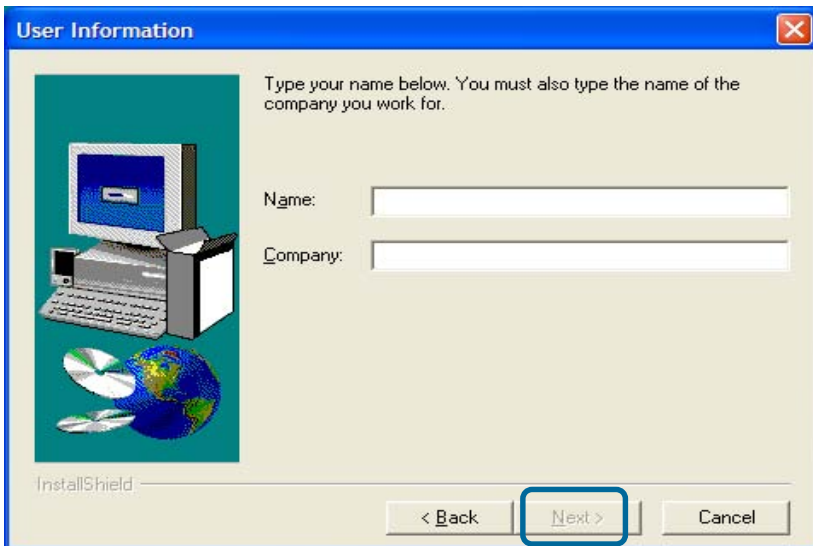 User Information
Type your name below. You must also type the name of the
company you work for.
Name:
Company:
InstallShield
< Back Next > Cancel